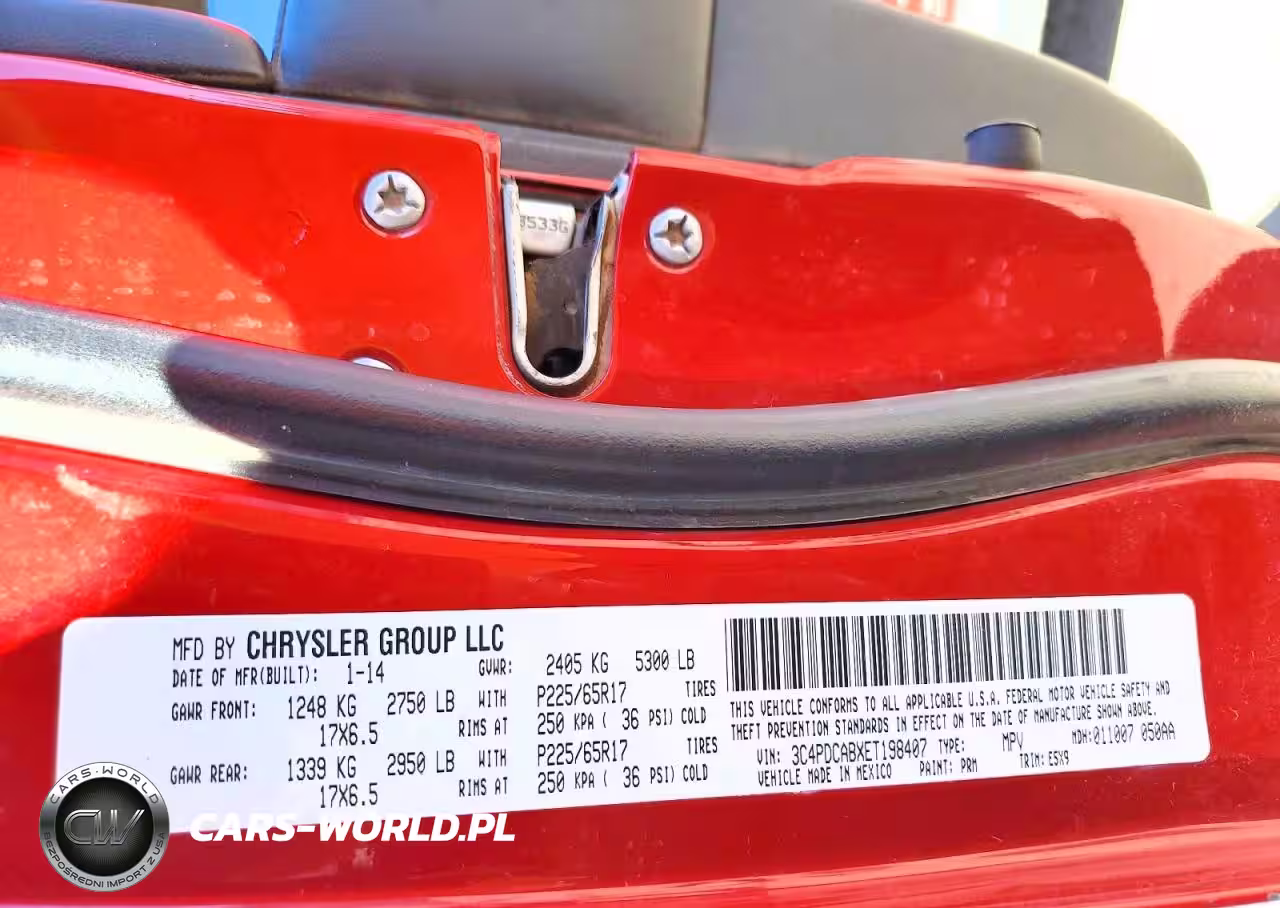 533G
MFD BY CHRYSLER GROUP LLC
DATE OF MFR(BUILT): 1-14 GVWR: 2405 KG 5300 LB
GAWR FRONT: 1248 KG 2750 LB WITH P225/65R17 TIRES
17X6.5 RIMS AT 250 KPA ( 36 PSI) COLD
GAWR REAR: 1339 KG 2950 LB WITH P225/65R17 TIRES
17X6.5 RIMS AT 250 KPA ( 36 PSI) COLD
THIS VEHICLE CONFORMS TO ALL APPLICABLE U.S.A. FEDERAL MOTOR VEHICLE SAFETY AND
THEFT PREVENTION STANDARDS IN EFFECT ON THE DATE OF MANUFACTURE SHOWN ABOVE.
VIN: 3C4PDCABXET198407 TYPE: MPV MDH:011007 050AA
VEHICLE MADE IN MEXICO PAINT: PRM TRIM: E5X9
CARS-WORLD
CW
BEZPOŚREDNI IMPORT Z USA
CARS-WORLD.PL